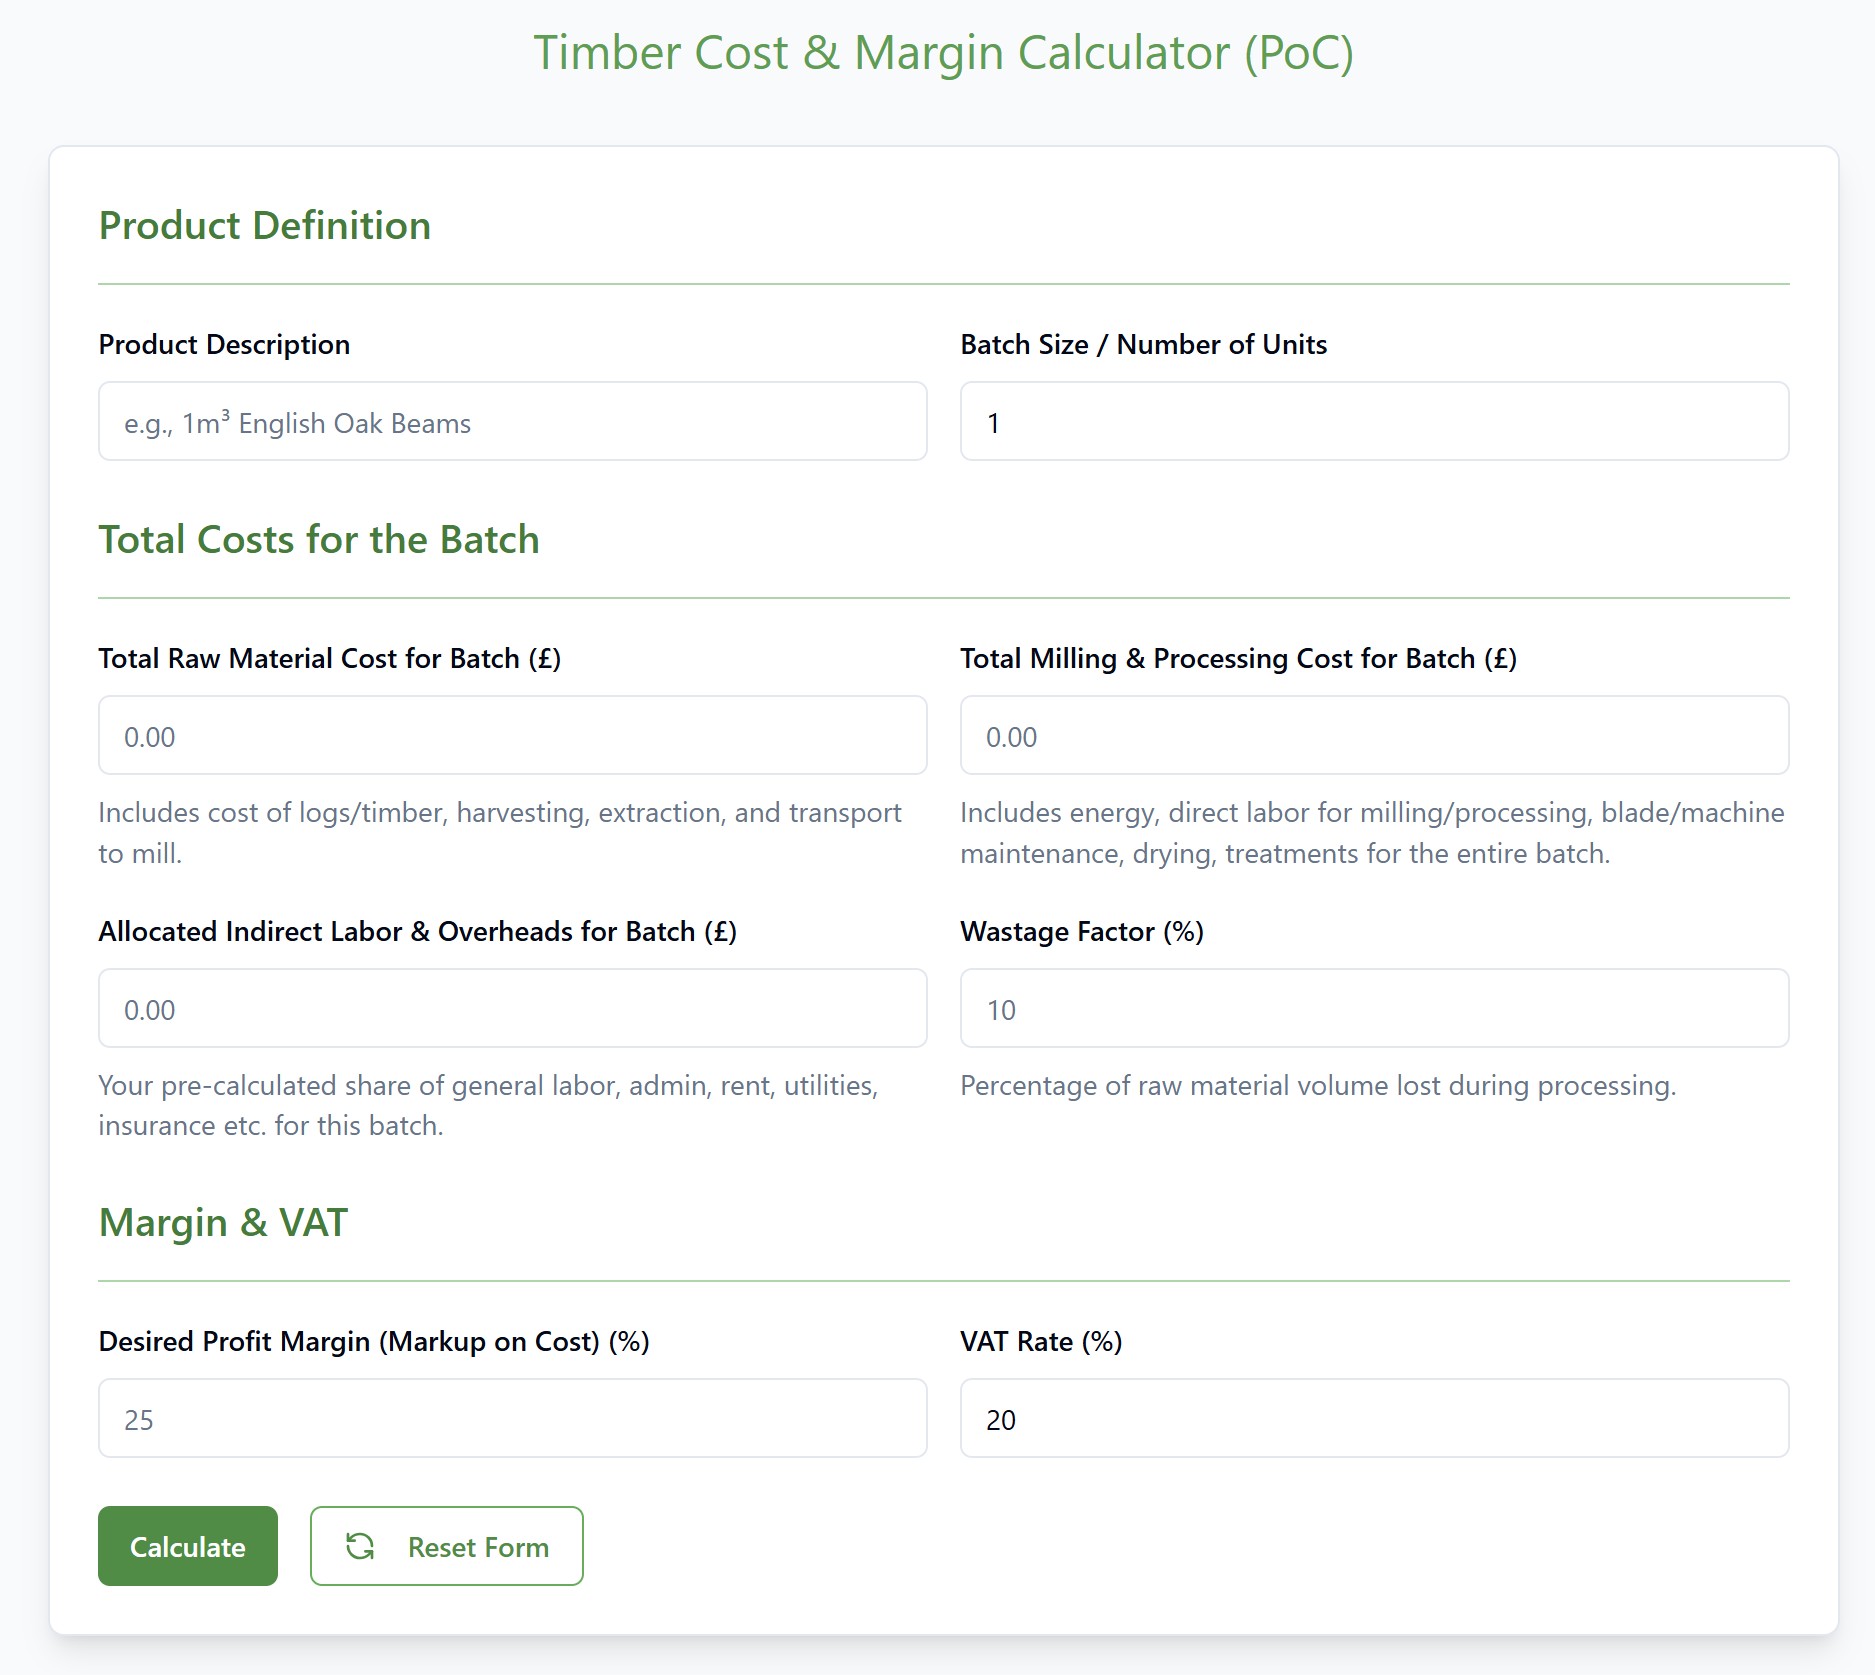 Timber Cost & Margin Calculator (PoC)
Product Definition
Product Description
e.g., 1m³ English Oak Beams
Batch Size / Number of Units
1
Total Costs for the Batch
Total Raw Material Cost for Batch (£)
0.00
Includes cost of logs/timber, harvesting, extraction, and transport
to mill.
Total Milling & Processing Cost for Batch (£)
0.00
Includes energy, direct labor for milling/processing, blade/machine
maintenance, drying, treatments for the entire batch.
Allocated Indirect Labor & Overheads for Batch (£)
0.00
Your pre-calculated share of general labor, admin, rent, utilities,
insurance etc. for this batch.
Wastage Factor (%)
10
Percentage of raw material volume lost during processing.
Margin & VAT
Desired Profit Margin (Markup on Cost) (%)
25
VAT Rate (%)
20
Calculate
Reset Form